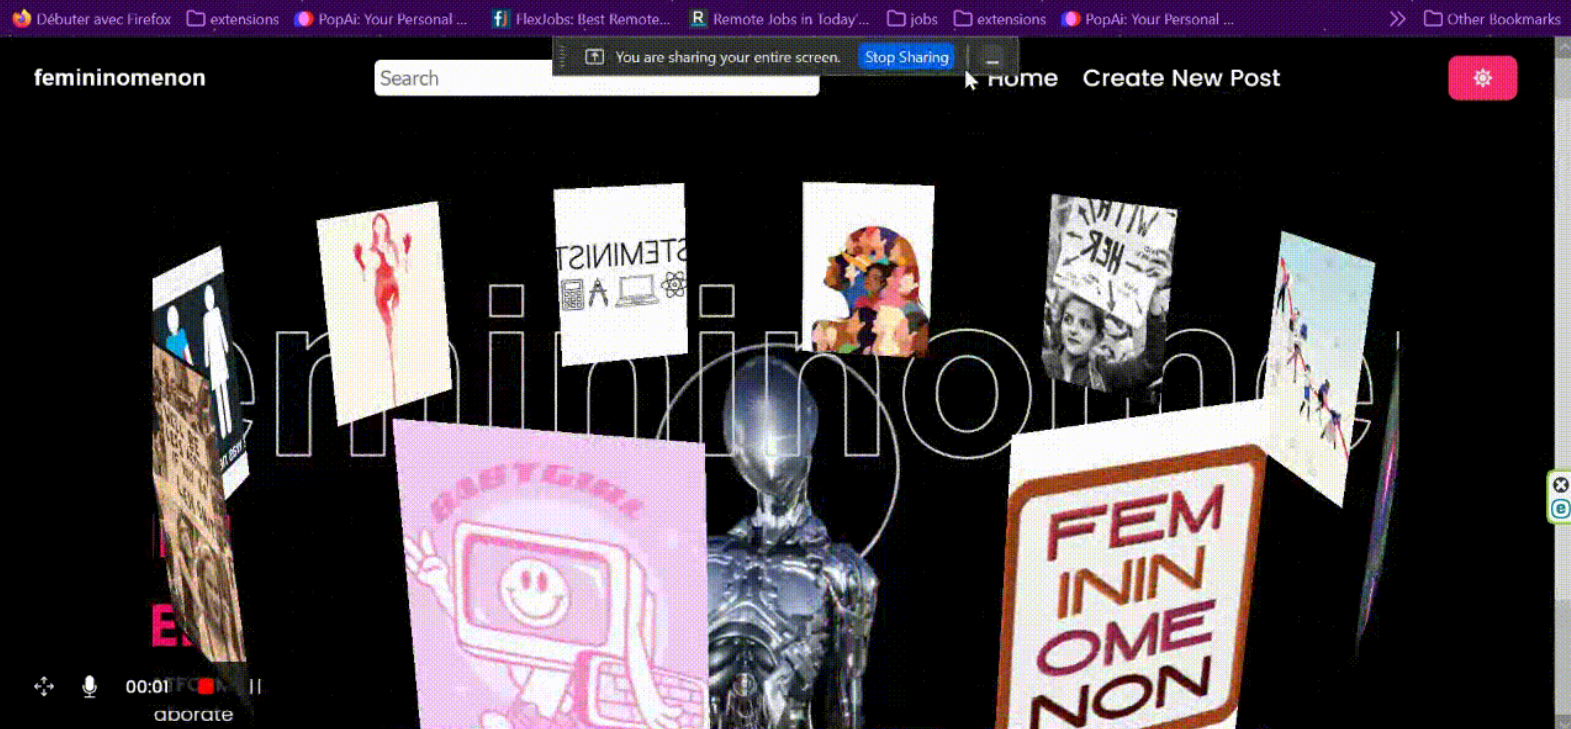 Débuter avec Firefox extensions PopAi: Your Personal ... FlexJobs: Best Remote... Remote Jobs in Today'... jobs extensions PopAi: Your Personal ... Other Bookmarks
You are sharing your entire screen. Stop Sharing
femininomenon Search Home Create New Post
STEMINIST
WITH
HER
eminihome
BABYGIRL
FEM
ININ
OME
NON
00:01
aborate